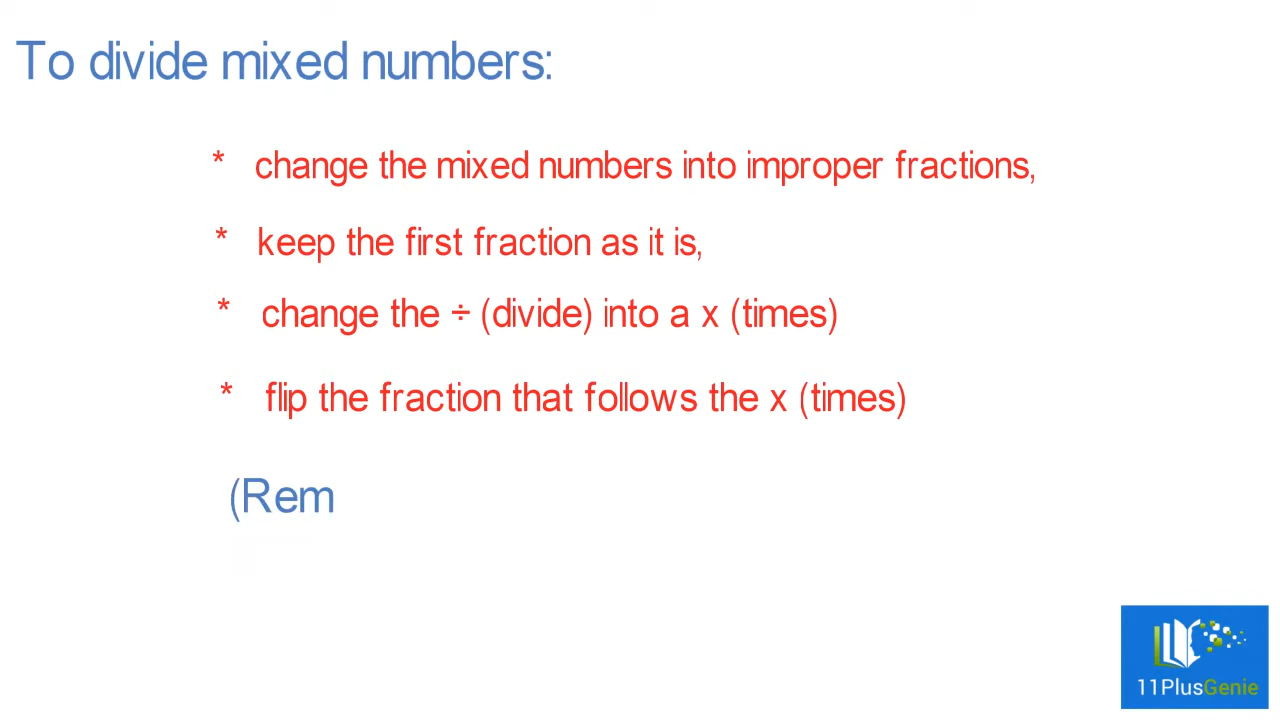 To divide mixed numbers:
* change the mixed numbers into improper fractions,
* keep the first fraction as it is,
* change the ÷ (divide) into a x (times)
* flip the fraction that follows the x (times)
(Rem
11PlusGenie